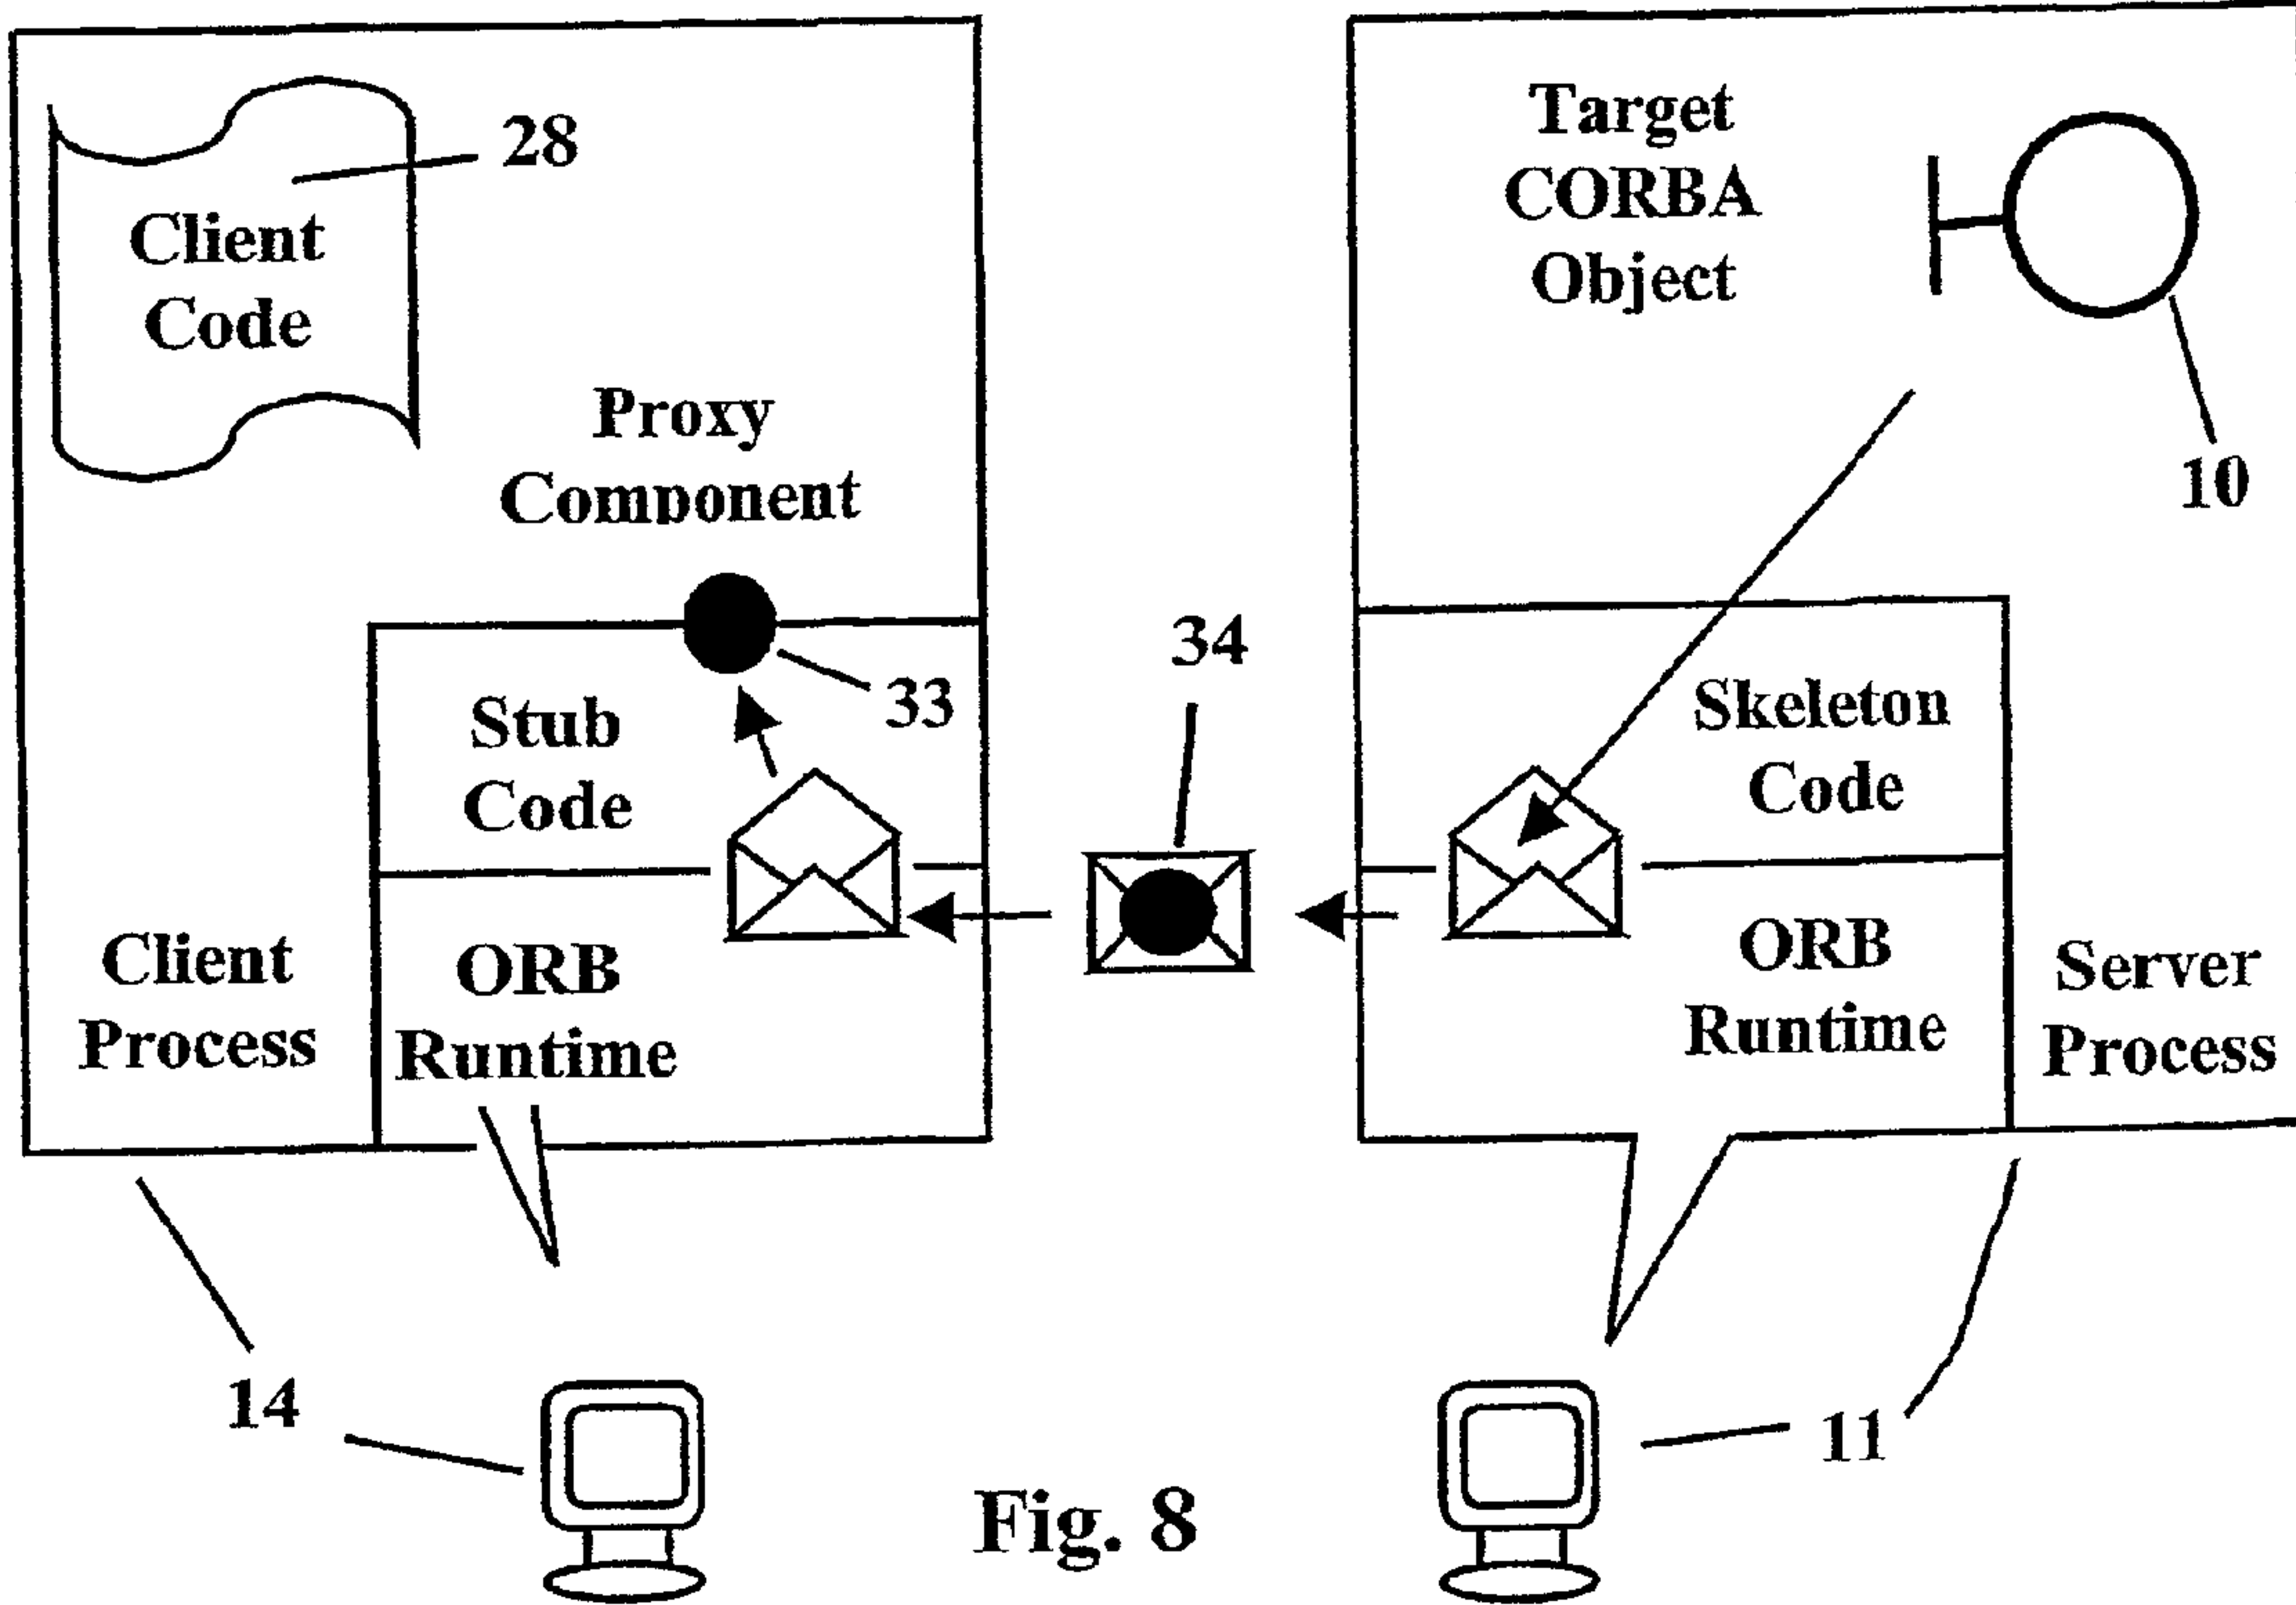 28
Client
Code
Proxy
Component
33
Stub
Code
Client
Process
ORB
Runtime
14
34
Target
CORBA
Object
10
Skeleton
Code
ORB
Runtime
Server
Process
11
Fig. 8